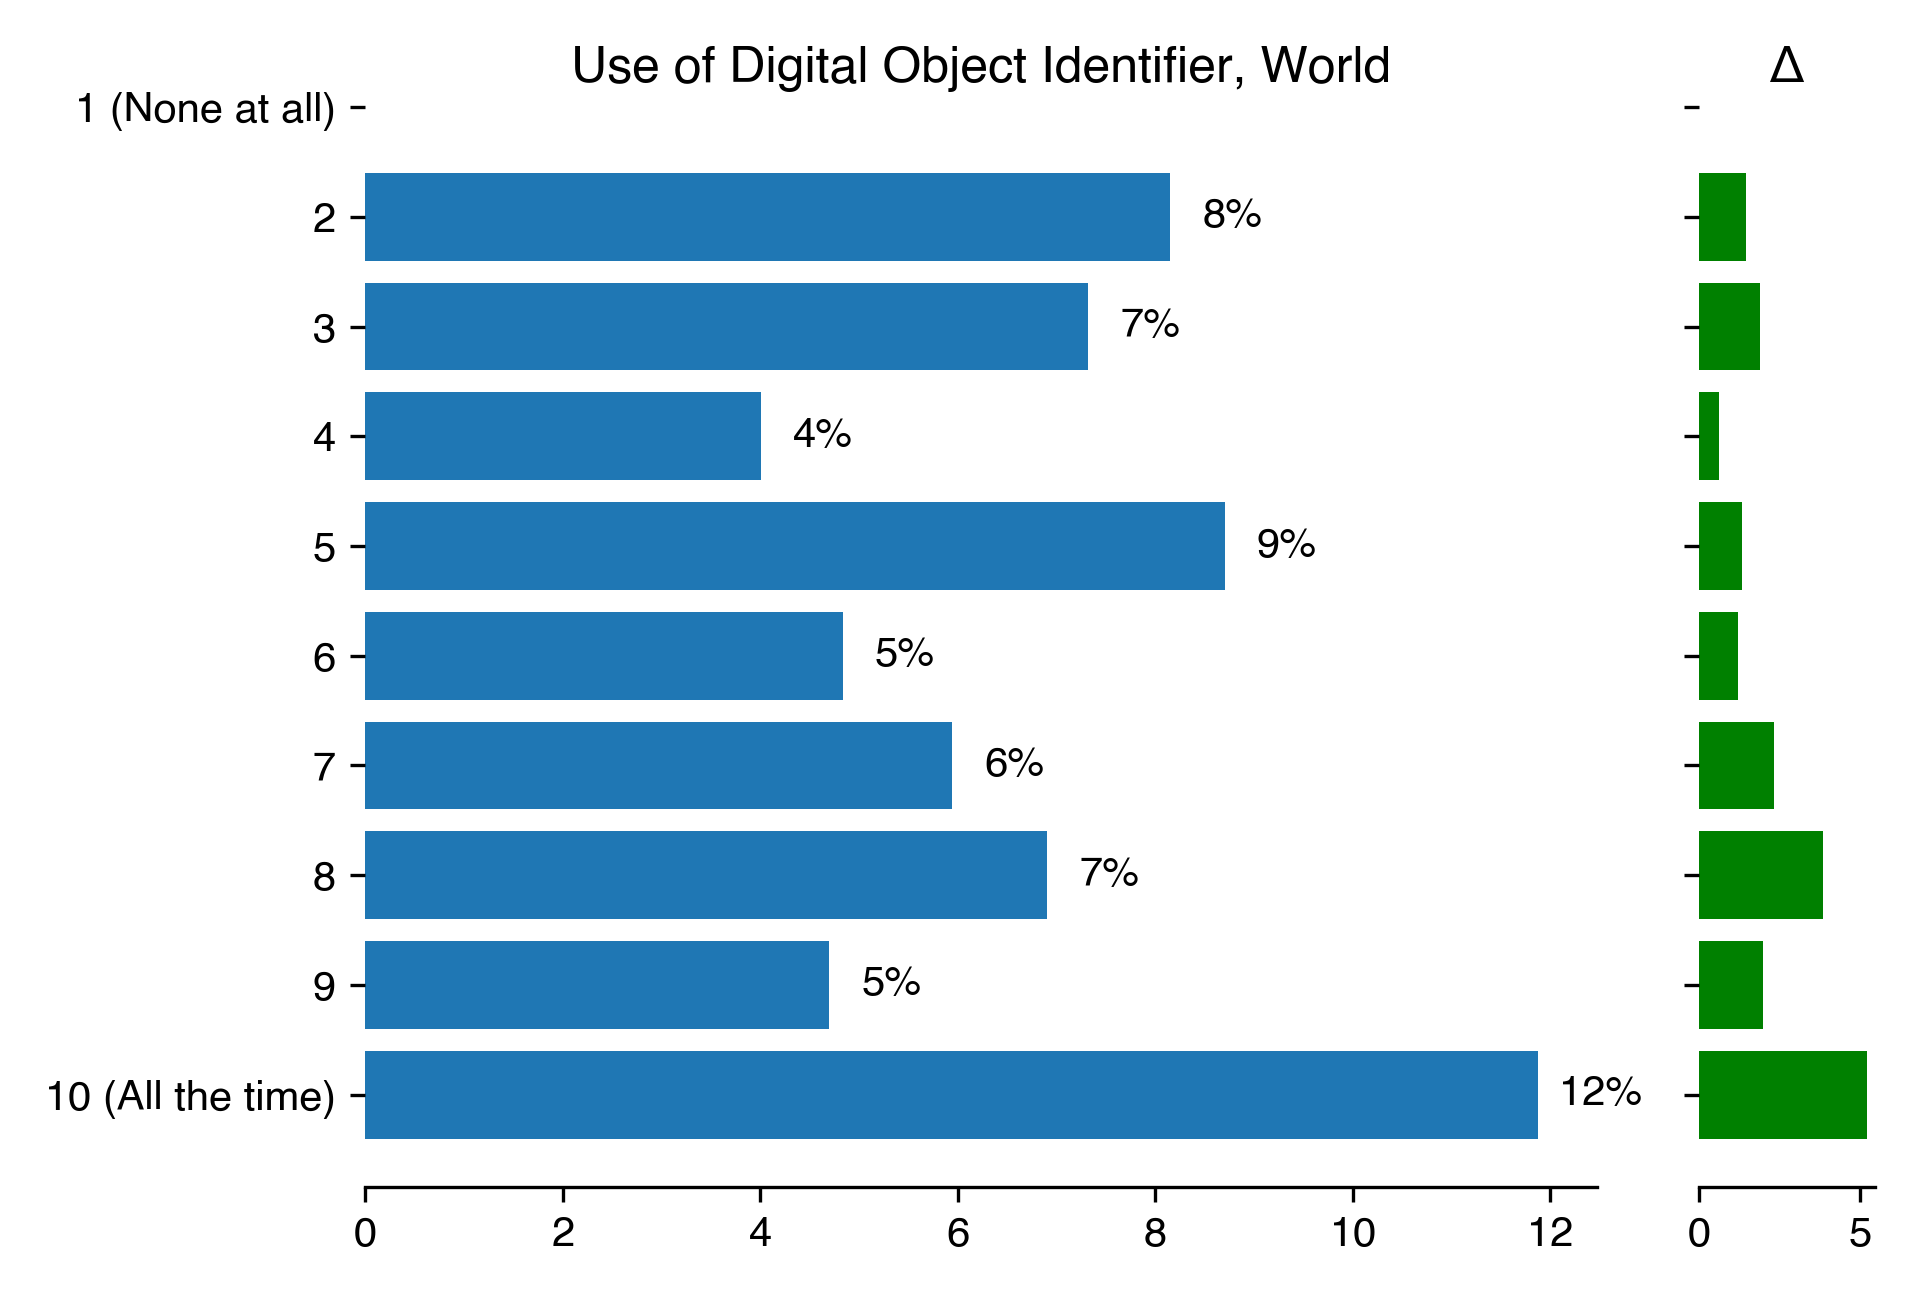 Use of Digital Object Identifier, World Δ
1 (None at all)
2 8%
3 7%
4 4%
5 9%
6 5%
7 6%
8 7%
9 5%
10 (All the time) 12%
0 2 4 6 8 10 12 0 5